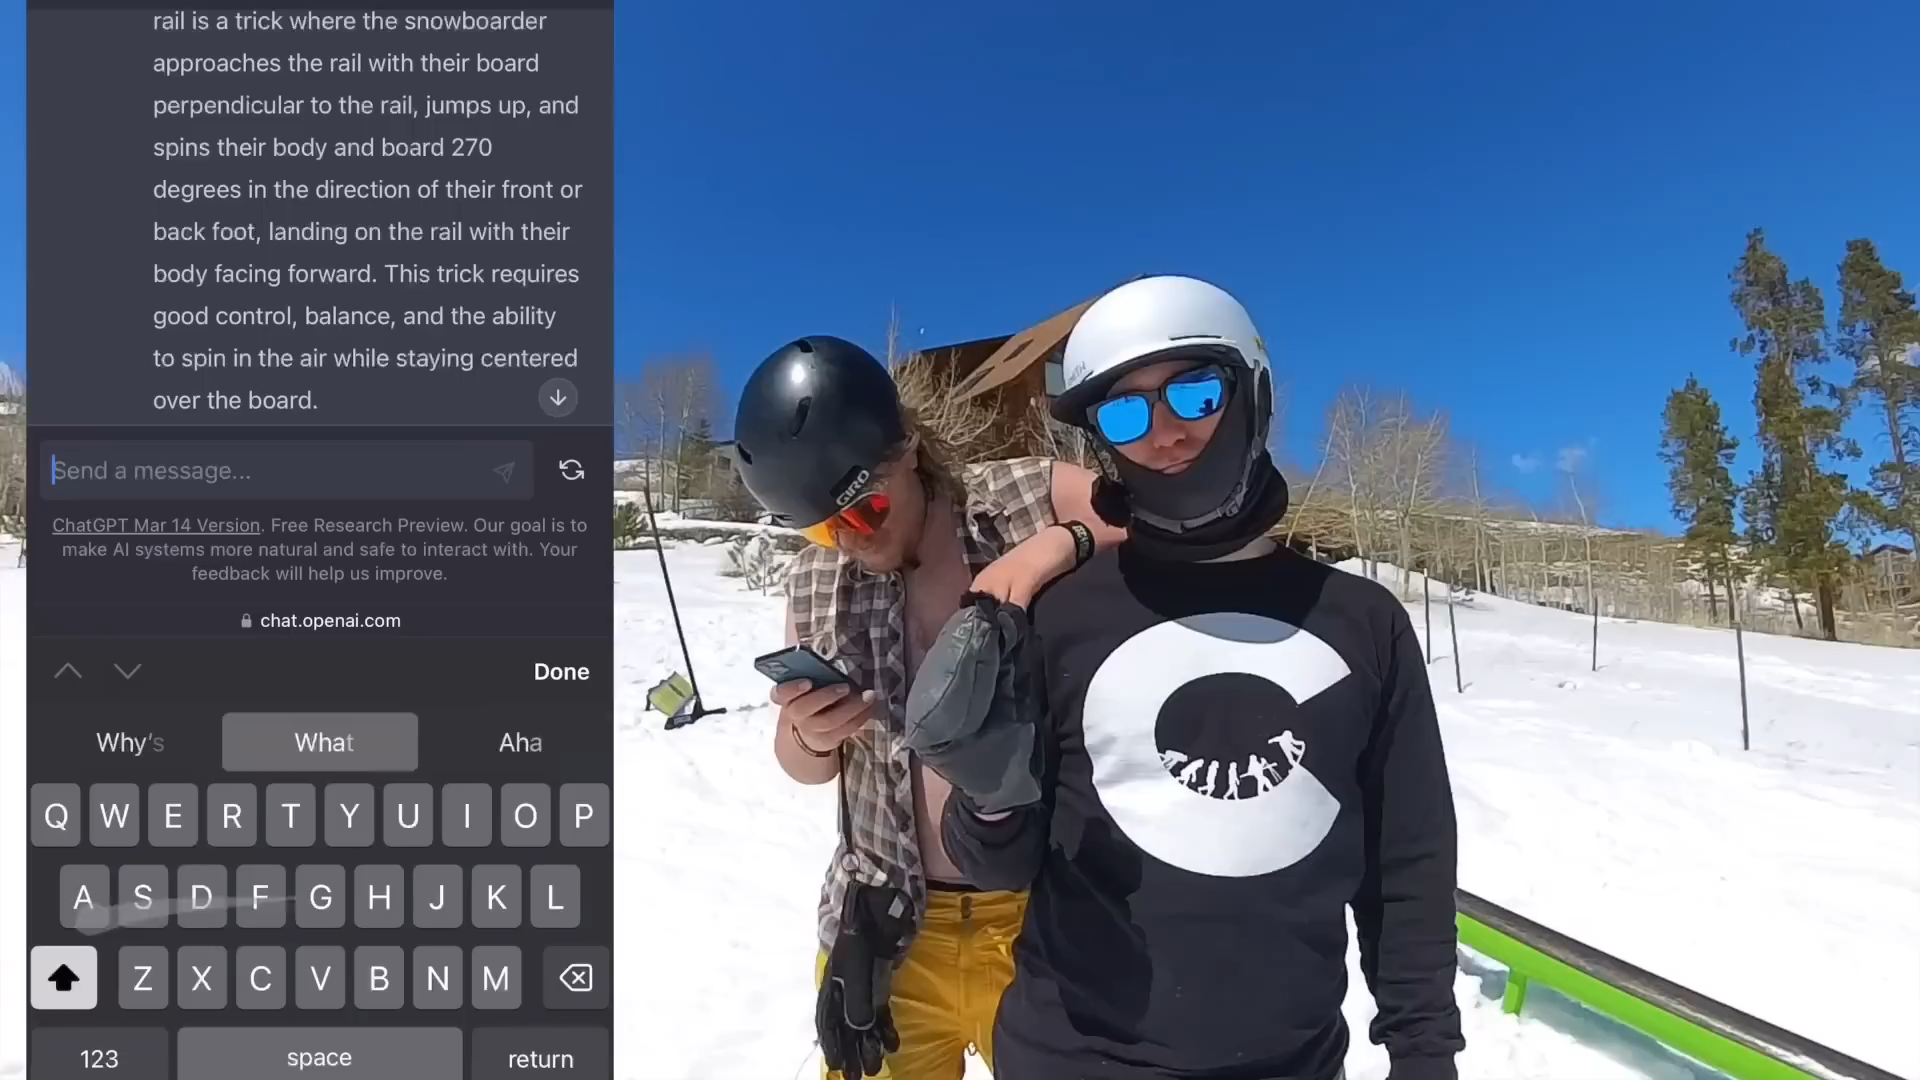 rail is a trick where the snowboarder
approaches the rail with their board
perpendicular to the rail, jumps up, and
spins their body and board 270
degrees in the direction of their front or
back foot, landing on the rail with their
body facing forward. This trick requires
good control, balance, and the ability
to spin in the air while staying centered
over the board.
Send a message...
ChatGPT Mar 14 Version. Free Research Preview. Our goal is to
make AI systems more natural and safe to interact with. Your
feedback will help us improve.
chat.openai.com
Done
Why's What Aha
Q W E R T Y U I O P
A S D F G H J K L
Z X C V B N M
123 space return
GIRO